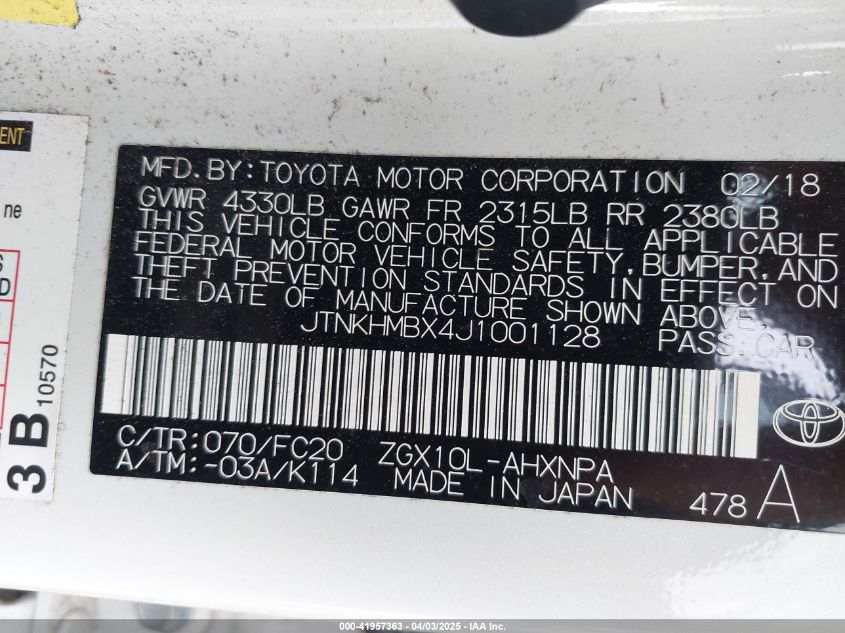 MFD. BY: TOYOTA MOTOR CORPORATION 02/18
GVWR 4330LB GAWR FR 2315LB RR 2380LB
THIS VEHICLE CONFORMS TO ALL APPLICABLE
FEDERAL MOTOR VEHICLE SAFETY, BUMPER, AND
THEFT PREVENTION STANDARDS IN EFFECT ON
THE DATE OF MANUFACTURE SHOWN ABOVE.
JTNKHMBX4J1001128 PASS. CAR
C/TR: 070/FC20 ZGX10L-AHXNPA
A/TM: -03A/K114 MADE IN JAPAN 478 A
ENT
ne
S
D
3 B 10570
000-41957363 - 04/03/2025 - IAA Inc.